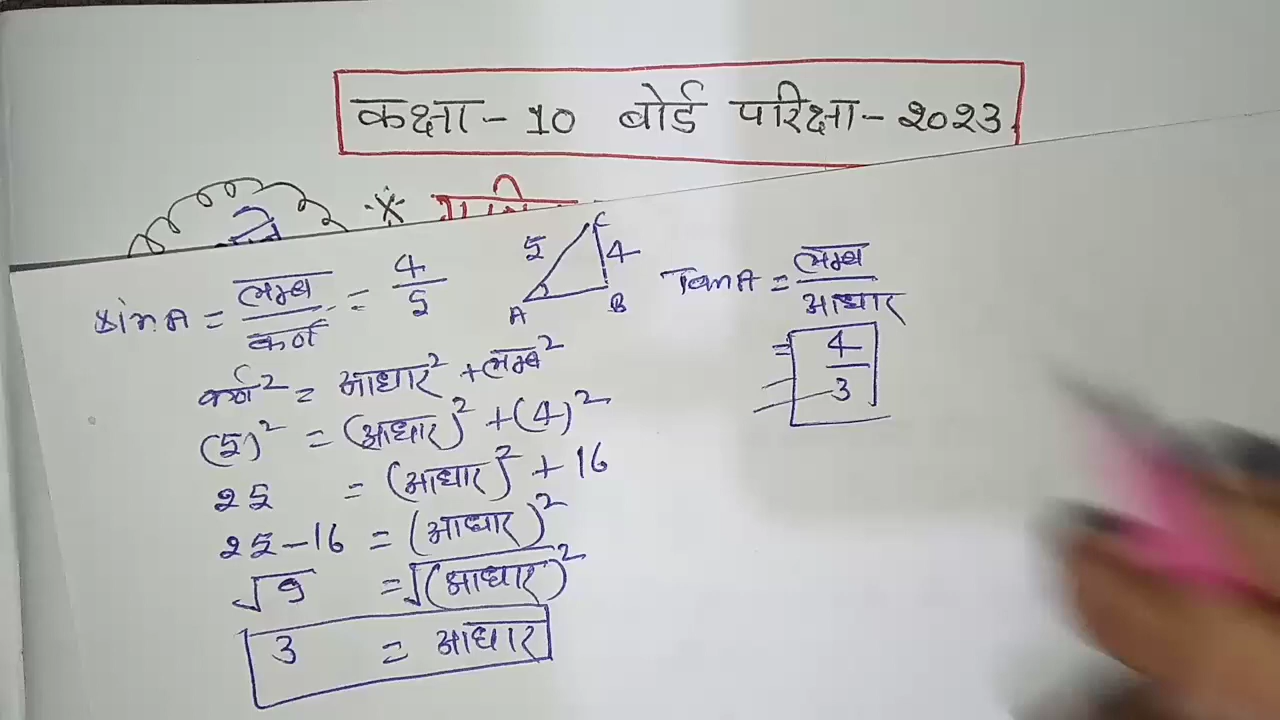 कक्षा - 10 बोर्ड परिक्षा - २०२३
sin A = लम्ब / कर्ण = 4/5
5
4
C
A
B
Tan A = लम्ब / आधार
= 4/3
कर्ण² = आधार² + लम्ब²
(5)² = (आधार)² + (4)²
25 = (आधार)² + 16
25 - 16 = (आधार)²
√9 = √(आधार)²
3 = आधार